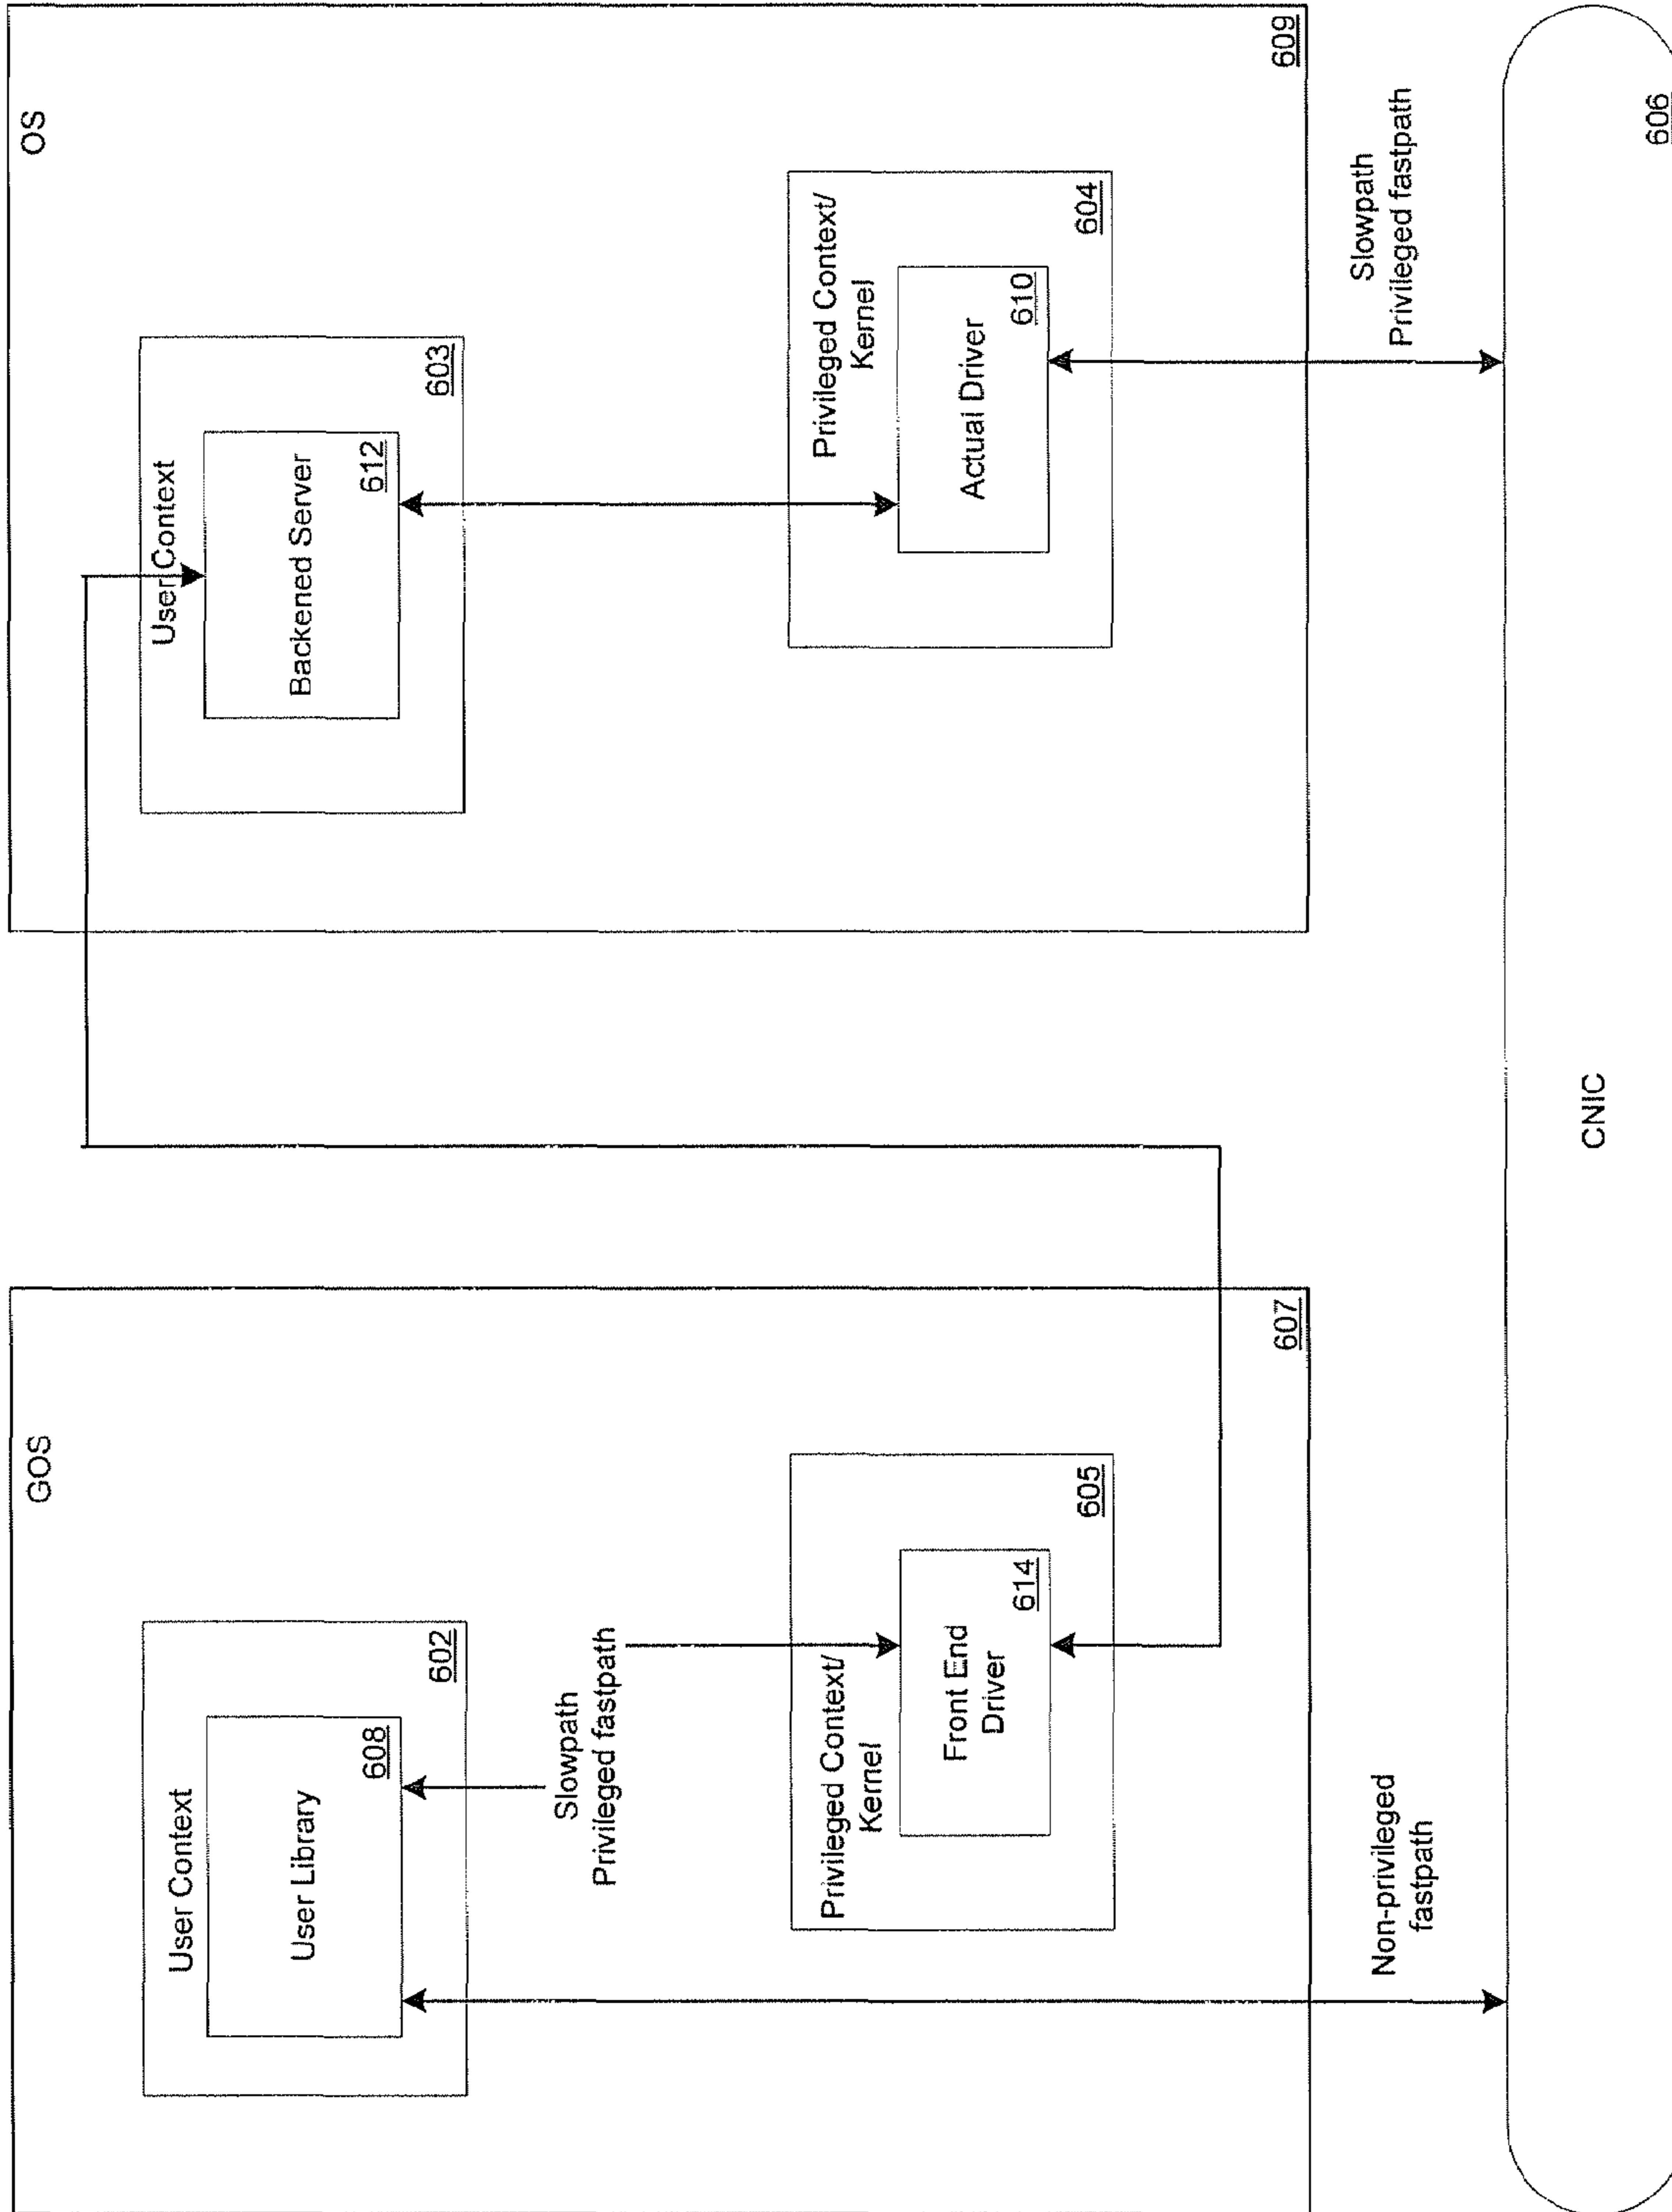 GOS
User Context
User Library
608
602
Slowpath
Privileged fastpath
Privileged Context/
Kernel
Front End
Driver
614
605
607
Non-privileged
fastpath
OS
User Context
Backened Server
612
603
Privileged Context/
Kernel
Actual Driver
610
604
609
Slowpath
Privileged fastpath
CNIC
606